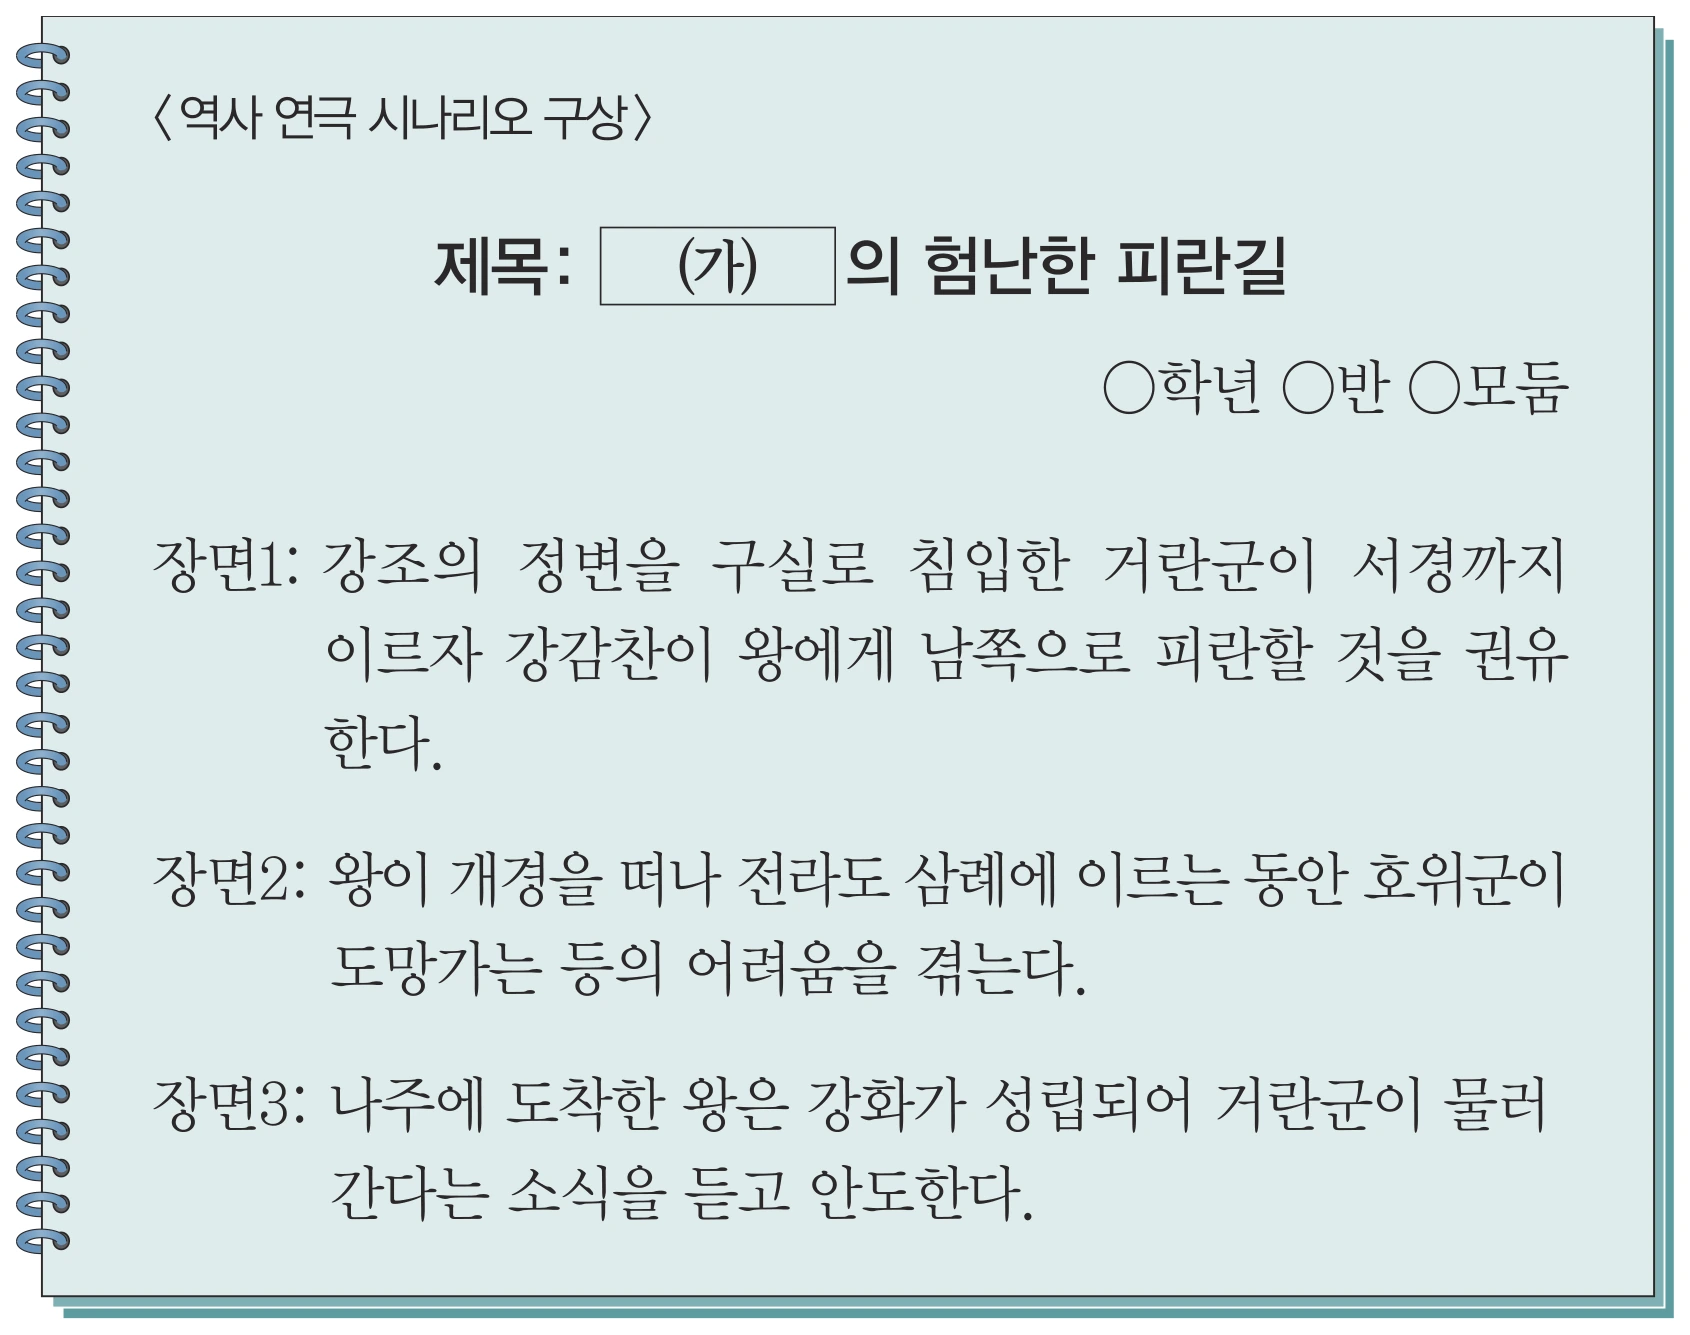 〈역사 연극 시나리오 구상〉
제목: (가) 의 험난한 피란길
○학년 ○반 ○모둠
장면1: 강조의 정변을 구실로 침입한 거란군이 서경까지
이르자 강감찬이 왕에게 남쪽으로 피란할 것을 권유
한다.
장면2: 왕이 개경을 떠나 전라도 삼례에 이르는 동안 호위군이
도망가는 등의 어려움을 겪는다.
장면3: 나주에 도착한 왕은 강화가 성립되어 거란군이 물러
간다는 소식을 듣고 안도한다.